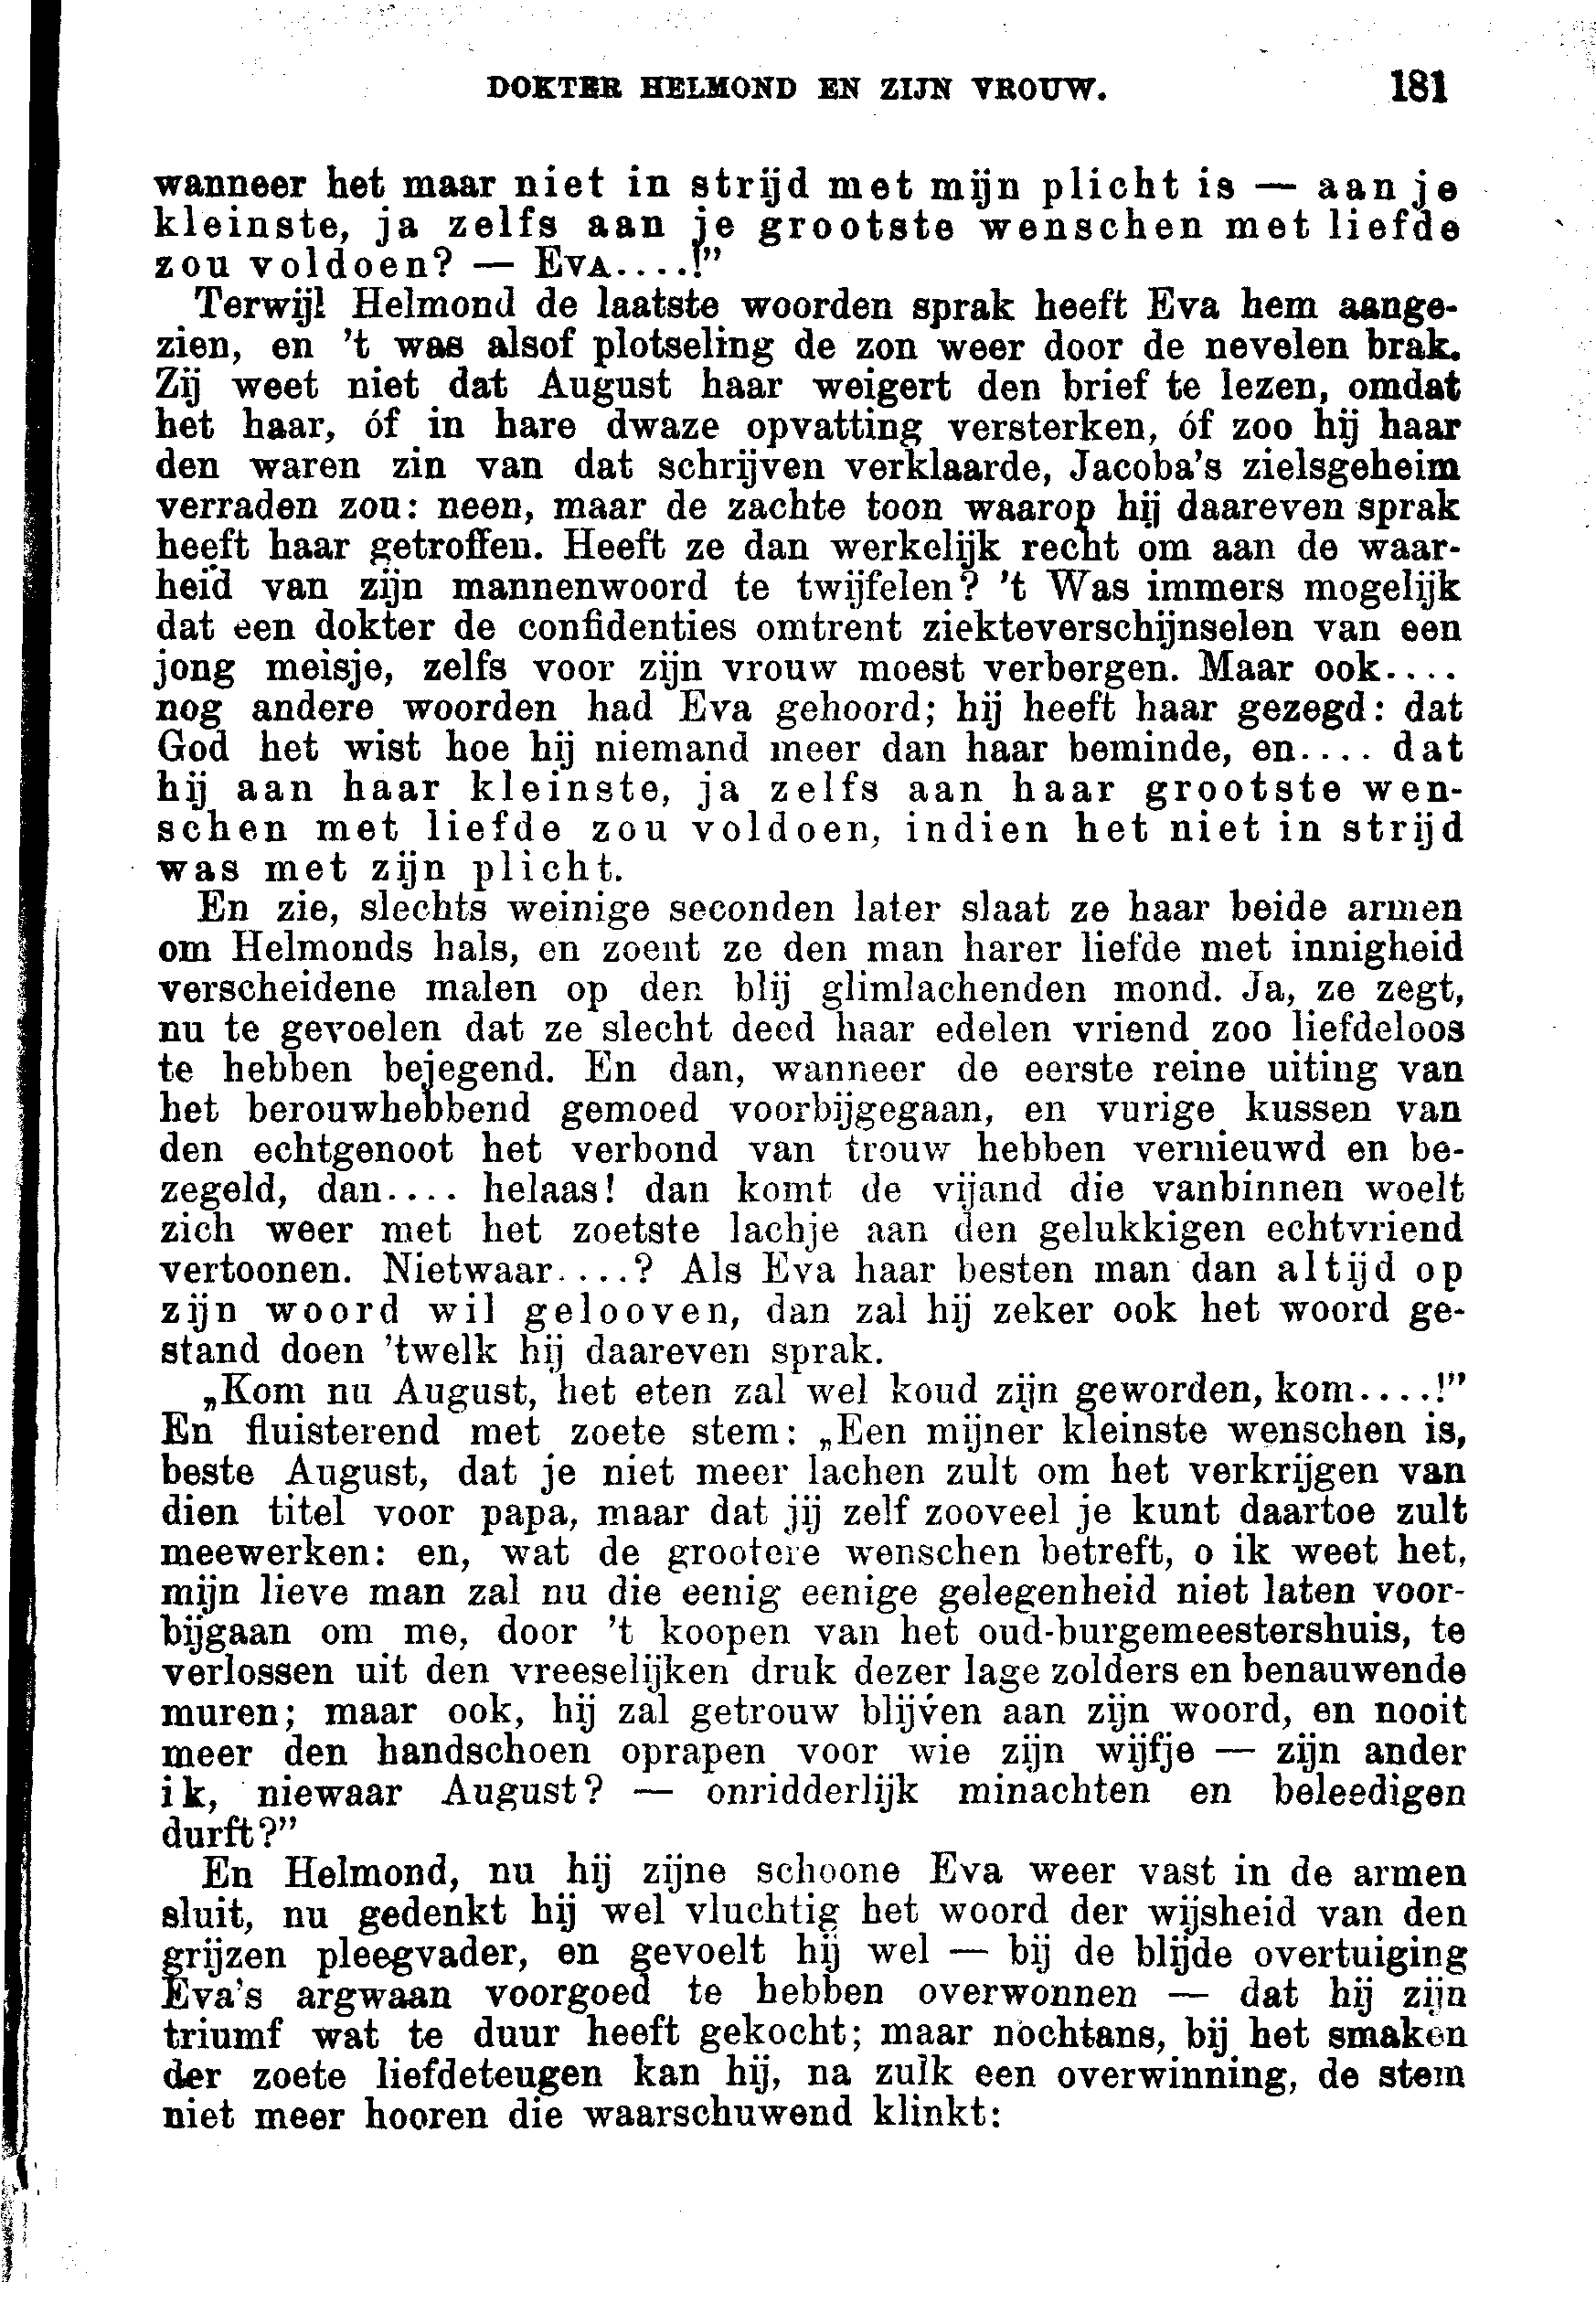 DOKTER HELMOND EN ZIJN VROUW. 181
wanneer het maar niet in strijd met mijn plicht is — aan je
kleinste, ja zelfs aan je grootste wenschen met liefde
zou voldoen? — EVA....!”
Terwijl Helmond de laatste woorden sprak heeft Eva hem aange-
zien, en 't was alsof plotseling de zon weer door de nevelen brak.
Zij weet niet dat August haar weigert den brief te lezen, omdat
het haar, óf in hare dwaze opvatting versterken, óf zoo hij haar
den waren zin van dat schrijven verklaarde, Jacoba's zielsgeheim
verraden zou: neen, maar de zachte toon waarop hij daareven sprak
heeft haar getroffen. Heeft ze dan werkelijk recht om aan de waar-
heid van zijn mannenwoord te twijfelen? 't Was immers mogelijk
dat een dokter de confidenties omtrent ziekteverschijnselen van een
jong meisje, zelfs voor zijn vrouw moest verbergen. Maar ook....
nog andere woorden had Eva gehoord; hij heeft haar gezegd: dat
God het wist hoe hij niemand meer dan haar beminde, en.... dat
hij aan haar kleinste, ja zelfs aan haar grootste wen-
schen met liefde zou voldoen, indien het niet in strijd
was met zijn plicht.
En zie, slechts weinige seconden later slaat ze haar beide armen
om Helmonds hals, en zoent ze den man harer liefde met innigheid
verscheidene malen op den blij glimlachenden mond. Ja, ze zegt,
nu te gevoelen dat ze slecht deed haar edelen vriend zoo liefdeloos
te hebben bejegend. En dan, wanneer de eerste reine uiting van
het berouwhebbend gemoed voorbijgegaan, en vurige kussen van
den echtgenoot het verbond van trouw hebben vernieuwd en be-
zegeld, dan.... helaas! dan komt de vijand die vanbinnen woelt
zich weer met het zoetste lachje aan den gelukkigen echtvriend
vertoonen. Nietwaar....? Als Eva haar besten man dan altijd op
zijn woord wil gelooven, dan zal hij zeker ook het woord ge-
stand doen 'twelk hij daareven sprak.
„Kom nu August, het eten zal wel koud zijn geworden, kom....!”
En fluisterend met zoete stem: „Een mijner kleinste wenschen is,
beste August, dat je niet meer lachen zult om het verkrijgen van
dien titel voor papa, maar dat jij zelf zooveel je kunt daartoe zult
meewerken: en, wat de grootere wenschen betreft, o ik weet het,
mijn lieve man zal nu die eenig eenige gelegenheid niet laten voor-
bijgaan om me, door 't koopen van het oud-burgemeestershuis, te
verlossen uit den vreeselijken druk dezer lage zolders en benauwende
muren; maar ook, hij zal getrouw blijven aan zijn woord, en nooit
meer den handschoen oprapen voor wie zijn wijfje — zijn ander
ik, niewaar August? — onridderlijk minachten en beleedigen
durft?”
En Helmond, nu hij zijne schoone Eva weer vast in de armen
sluit, nu gedenkt hij wel vluchtig het woord der wijsheid van den
grijzen pleegvader, en gevoelt hij wel — bij de blijde overtuiging
Eva's argwaan voorgoed te hebben overwonnen — dat hij zijn
triumf wat te duur heeft gekocht; maar nochtans, bij het smaken
der zoete liefdeteugen kan hij, na zulk een overwinning, de stem
niet meer hooren die waarschuwend klinkt: